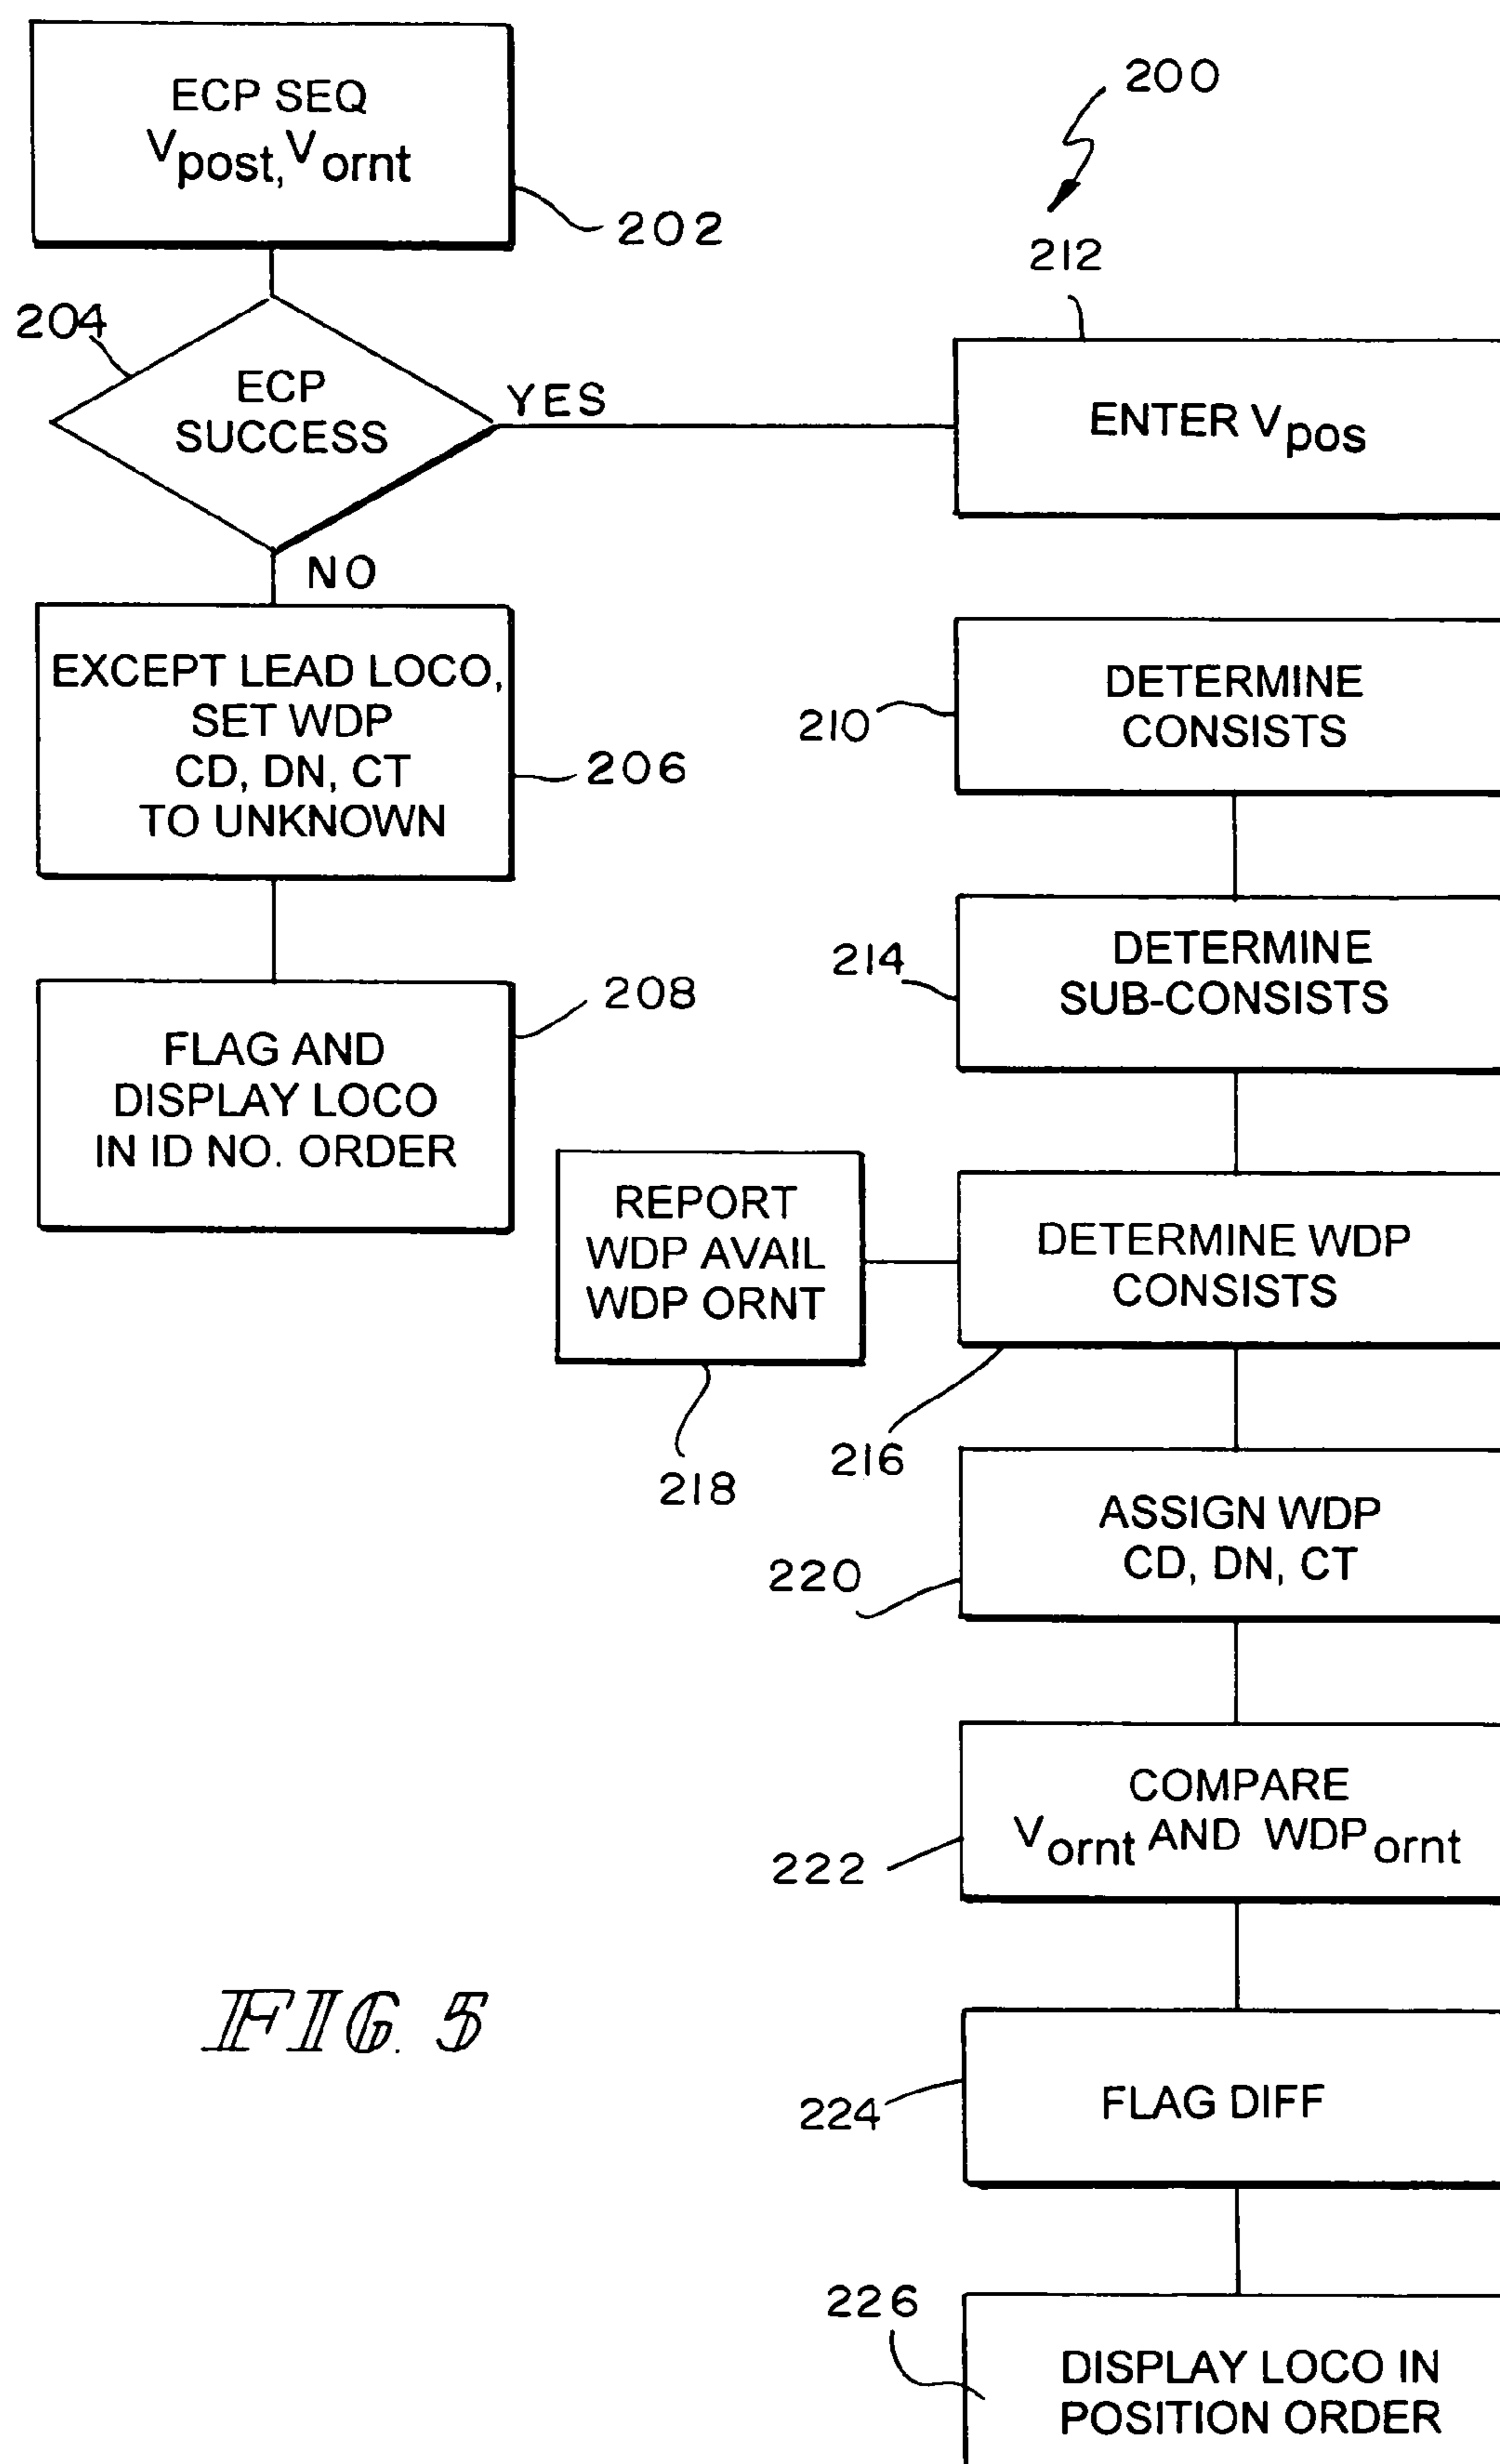 ECP SEQ
Vpost, Vornt
202
200
204
ECP
SUCCESS
YES
NO
212
ENTER Vpos
EXCEPT LEAD LOCO,
SET WDP
CD, DN, CT
TO UNKNOWN
206
210
DETERMINE
CONSISTS
208
FLAG AND
DISPLAY LOCO
IN ID NO. ORDER
214
DETERMINE
SUB-CONSISTS
REPORT
WDP AVAIL
WDP ORNT
218
DETERMINE WDP
CONSISTS
216
ASSIGN WDP
CD, DN, CT
220
COMPARE
Vornt AND WDPornt
222
FLAG DIFF
224
226
DISPLAY LOCO IN
POSITION ORDER
FIG. 5